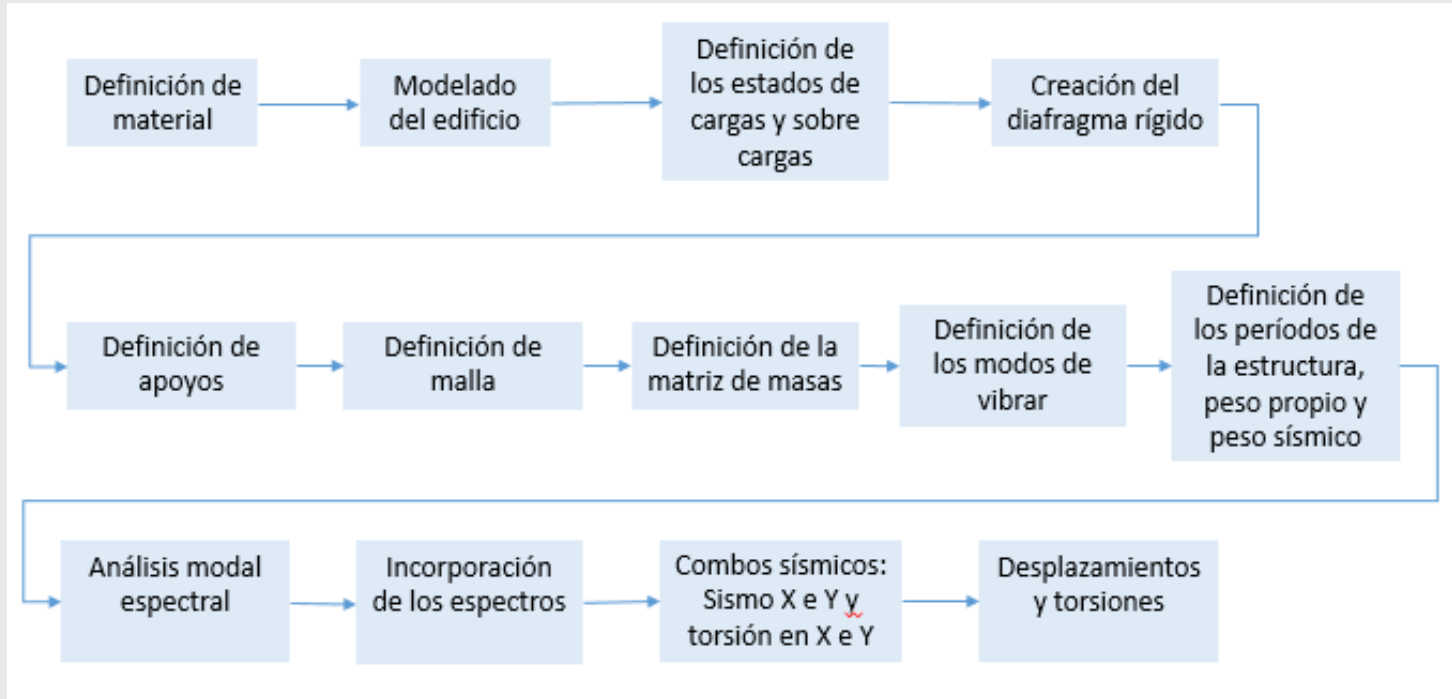 Definición de
material
Modelado
del edificio
Definición de
los estados de
cargas y sobre
cargas
Creación del
diafragma rígido
Definición de
apoyos
Definición de
malla
Definición de la
matriz de masas
Definición de
los modos de
vibrar
Definición de
los períodos de
la estructura,
peso propio y
peso sísmico
Análisis modal
espectral
Incorporación
de los espectros
Combos sísmicos:
Sismo X e Y y
torsión en X e Y
Desplazamientos
y torsiones